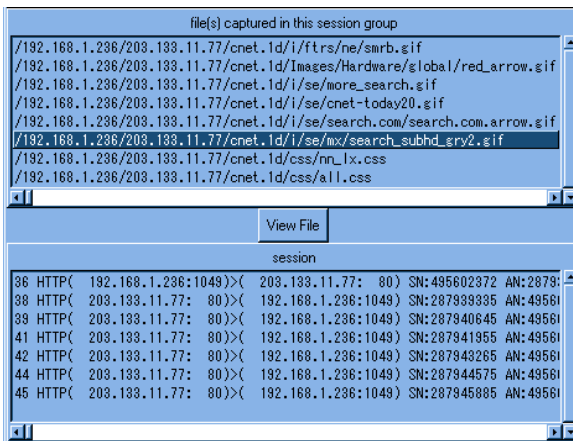 file(s) captured in this session group
/192.168.1.236/203.133.11.77/cnet.1d/i/ftrs/ne/smrb.gif
/192.168.1.236/203.133.11.77/cnet.1d/Images/Hardware/global/red_arrow.gif
/192.168.1.236/203.133.11.77/cnet.1d/i/se/more_search.gif
/192.168.1.236/203.133.11.77/cnet.1d/i/se/cnet-today20.gif
/192.168.1.236/203.133.11.77/cnet.1d/i/se/search.com/search.com.arrow.gif
/192.168.1.236/203.133.11.77/cnet.1d/i/se/mx/search_subhd_gry2.gif
/192.168.1.236/203.133.11.77/cnet.1d/css/nn_lx.css
/192.168.1.236/203.133.11.77/cnet.1d/css/all.css
View File
session
36 HTTP( 192.168.1.236:1049)>( 203.133.11.77: 80) SN:495602372 AN:2879
38 HTTP( 203.133.11.77: 80)>( 192.168.1.236:1049) SN:287939335 AN:4956
39 HTTP( 203.133.11.77: 80)>( 192.168.1.236:1049) SN:287940645 AN:4956
41 HTTP( 203.133.11.77: 80)>( 192.168.1.236:1049) SN:287941955 AN:4956
42 HTTP( 203.133.11.77: 80)>( 192.168.1.236:1049) SN:287943265 AN:4956
44 HTTP( 203.133.11.77: 80)>( 192.168.1.236:1049) SN:287944575 AN:4956
45 HTTP( 203.133.11.77: 80)>( 192.168.1.236:1049) SN:287945885 AN:4956